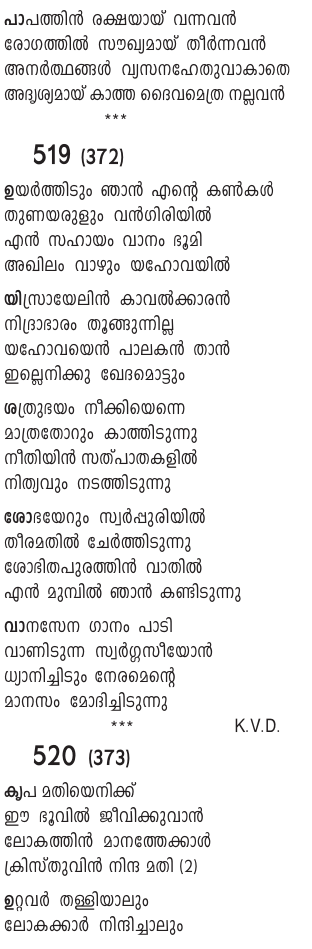 പാപത്തിൻ രക്ഷയായ് വന്നവൻ
രോഗത്തിൽ സൗഖ്യമായ് തീർന്നവൻ
അനർത്ഥങ്ങൾ വ്യസനഹേതുവാകാതെ
അദൃശ്യമായ് കാത്ത ദൈവമെത്ര നല്ലവൻ
***
519 (372)
ഉയർത്തിടും ഞാൻ എന്റെ കൺകൾ
തുണയരുളും വൻഗിരിയിൽ
എൻ സഹായം വാനം ഭൂമി
അഖിലം വാഴും യഹോവയിൽ
യിസ്രായേലിൻ കാവൽക്കാരൻ
നിദ്രാഭാരം തൂങ്ങുന്നില്ല
യഹോവയെൻ പാലകൻ താൻ
ഇല്ലെനിക്കു ഖേദമൊട്ടും
ശത്രുഭയം നീക്കിയെന്നെ
മാത്രതോറും കാത്തിടുന്നു
നീതിയിൻ സത്പാതകളിൽ
നിത്യവും നടത്തിടുന്നു
ശോഭയേറും സ്വർപ്പുരിയിൽ
തീരമതിൽ ചേർത്തിടുന്നു
ശോഭിതപുരത്തിൻ വാതിൽ
എൻ മുമ്പിൽ ഞാൻ കണ്ടിടുന്നു
വാനസേന ഗാനം പാടി
വാണിടുന്ന സ്വർഗ്ഗസീയോൻ
ധ്യാനിച്ചിടും നേരമെന്റെ
മാനസം മോദിച്ചിടുന്നു
*** K.V.D.
520 (373)
കൃപ മതിയെനിക്ക്
ഈ ഭൂവിൽ ജീവിക്കുവാൻ
ലോകത്തിൻ മാനത്തേക്കാൾ
ക്രിസ്തുവിൻ നിന്ദ മതി (2)
ഉറ്റവർ തള്ളിയാലും
ലോകക്കാർ നിന്ദിച്ചാലും